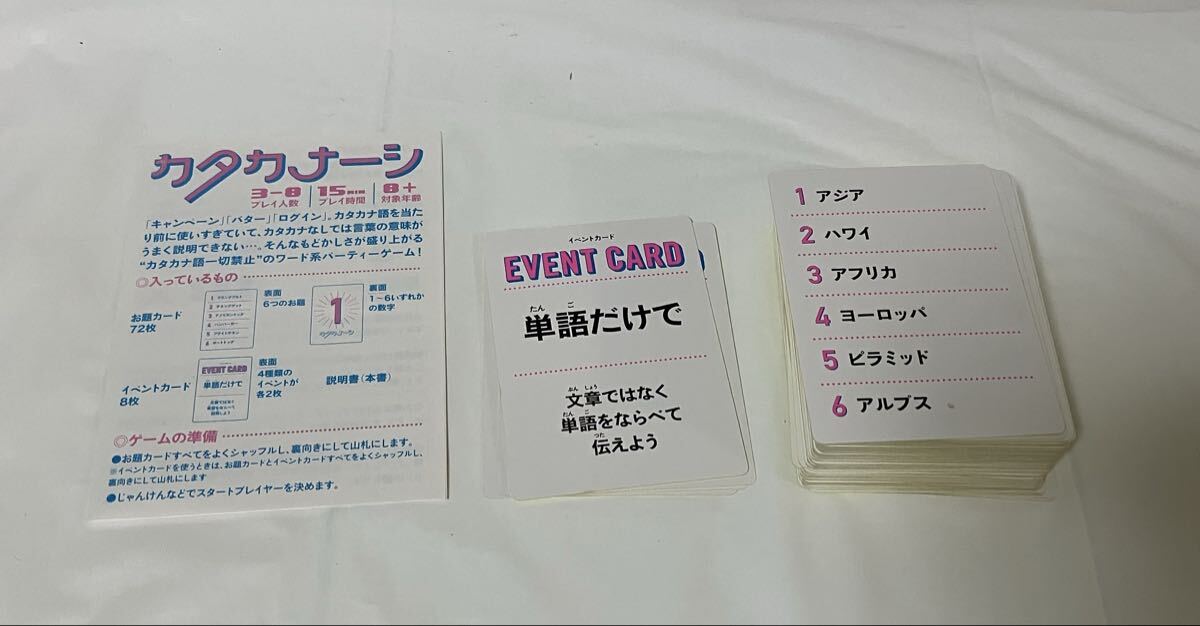 カタカナーシ
3-8 15min 8+
プレイ人数 プレイ時間 対象年齢
「キャンペーン」「バター」「ログイン」。カタカナ語を当た
り前に使いすぎていて、カタカナなしでは言葉の意味が
うまく説明できない…。そんなもどかしさが盛り上がる
“カタカナ語一切禁止”のワード系パーティーゲーム!
◎入っているもの
お題カード
72枚
表面
6つのお題
1
カタカナーシ
裏面
1~6いずれか
の数字
イベントカード
8枚
EVENT CARD
単語だけで
表面
4種類の
イベントが
各2枚
説明書(本書)
◎ゲームの準備
●お題カードすべてをよくシャッフルし、裏向きにして山札にします。
※イベントカードを使うときは、お題カードとイベントカードすべてをよくシャッフルし、
裏向きにして山札にします
●じゃんけんなどでスタートプレイヤーを決めます。
イベントカード
EVENT CARD
たん ご
単語だけで
ぶん しょう
文章ではなく
たん ご
単語をならべて
つた
伝えよう
1 アジア
2 ハワイ
3 アフリカ
4 ヨーロッパ
5 ピラミッド
6 アルプス